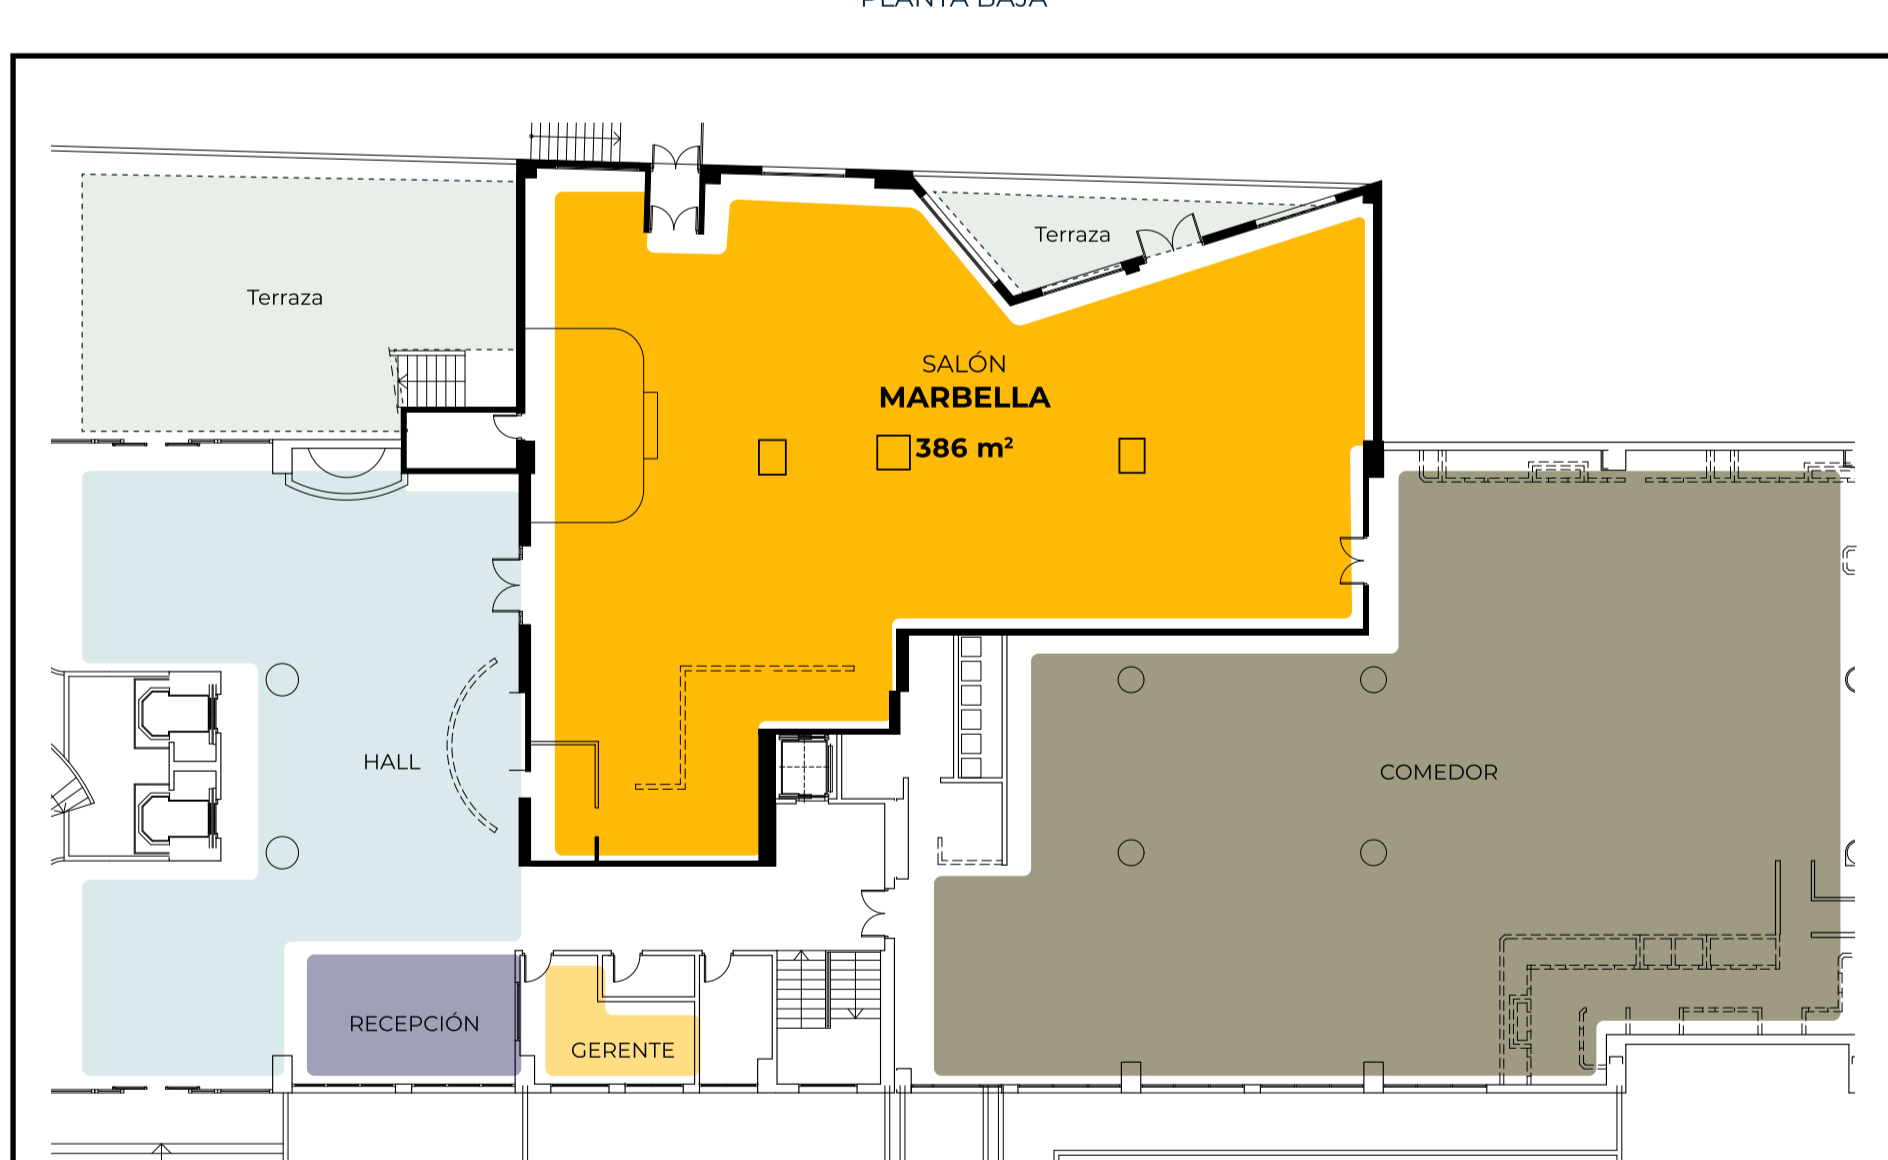 PLANTA BAJA
Terraza
Terraza
SALÓN
MARBELLA
386 m²
HALL
COMEDOR
RECEPCIÓN
GERENTE